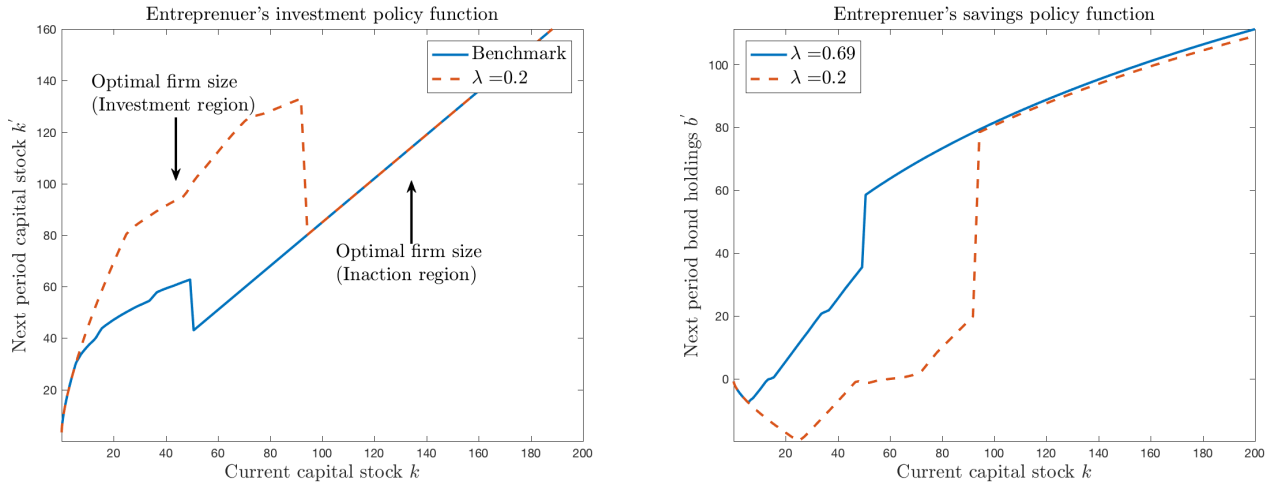 Entreprenuer's investment policy function
160
140
120
100
80
60
40
20
20 40 60 80 100 120 140 160 180 200
Next period capital stock k′
Current capital stock k
Benchmark
λ =0.2
Optimal firm size
(Investment region)
Optimal firm size
(Inaction region)
Entreprenuer's savings policy function
100
80
60
40
20
0
20 40 60 80 100 120 140 160 180 200
Next period bond holdings b′
Current capital stock k
λ =0.69
λ =0.2